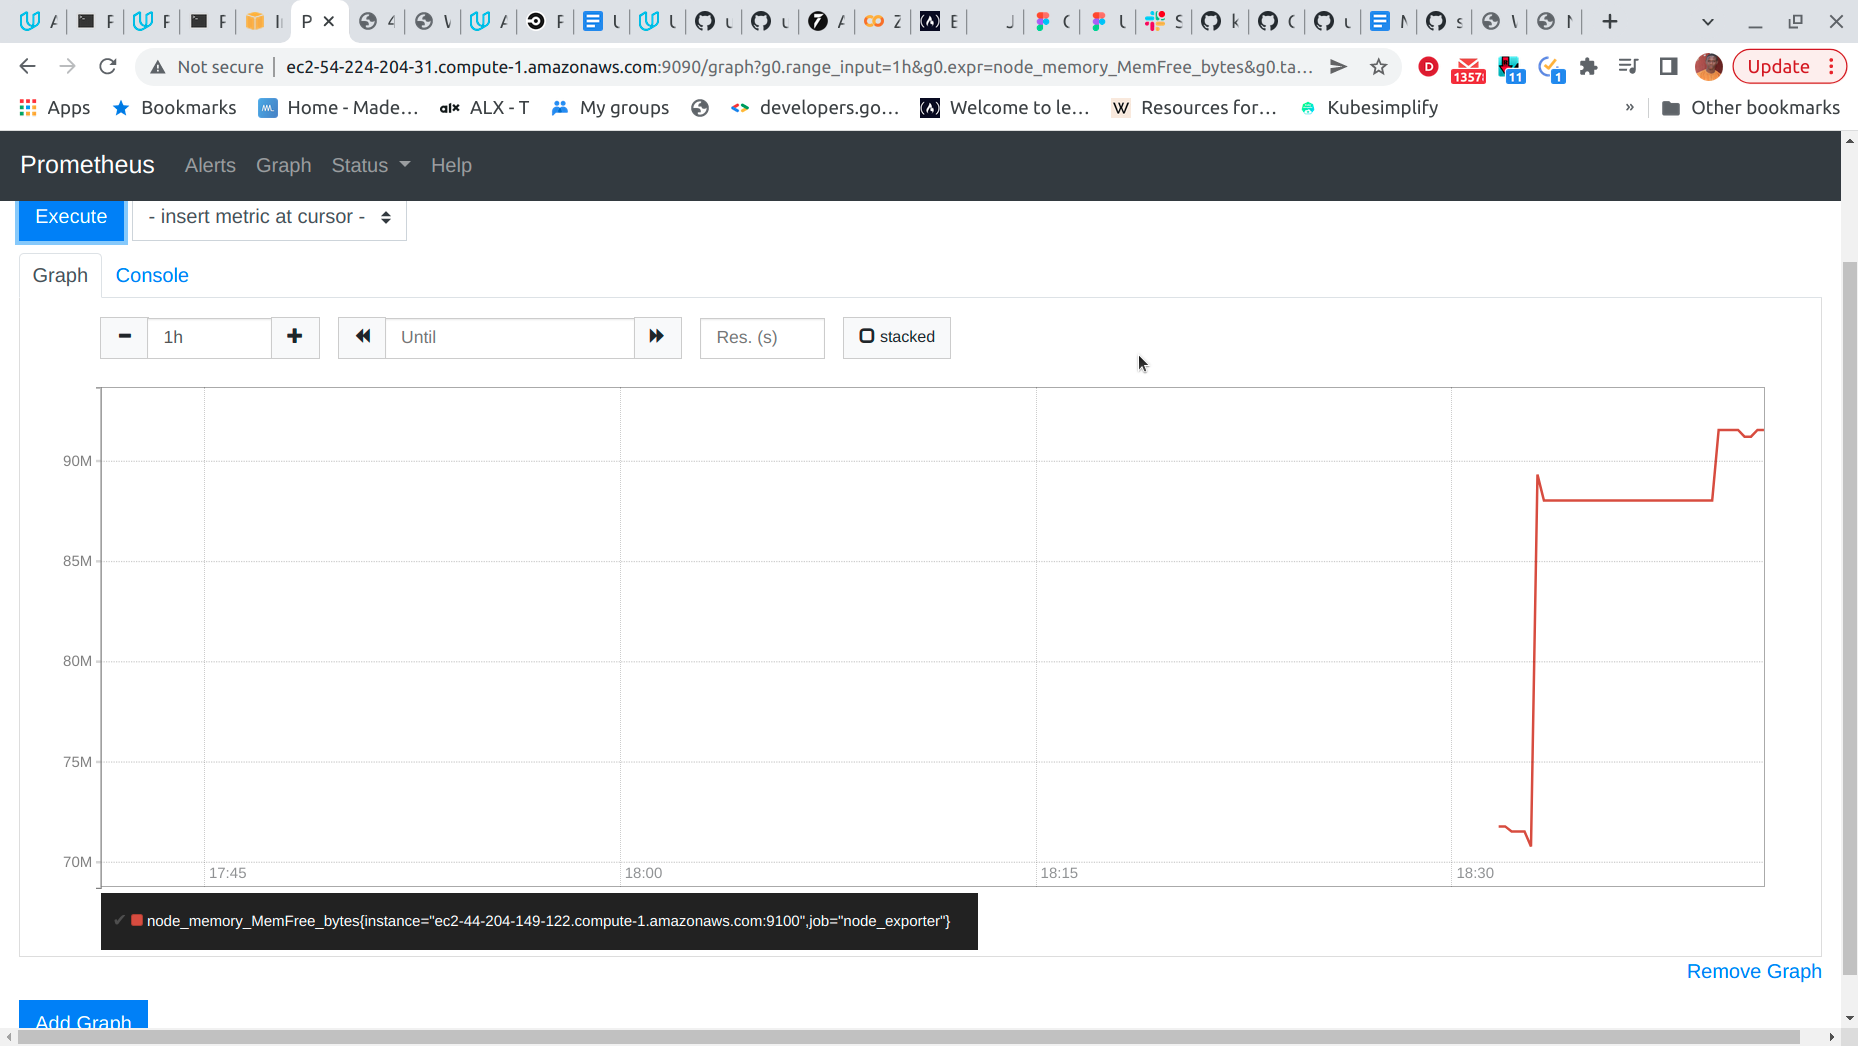 Not secure
ec2-54-224-204-31.compute-1.amazonaws.com:9090/graph?g0.range_input=1h&g0.expr=node_memory_MemFree_bytes&g0.ta...
D
1357
11
1
Update
Apps
Bookmarks
Home - Made...
alx ALX - T
My groups
developers.go...
Welcome to le...
W Resources for...
Kubesimplify
»
Other bookmarks
Prometheus
Alerts
Graph
Status
Help
Execute
- insert metric at cursor -
Graph
Console
1h
Until
Res. (s)
stacked
90M
85M
80M
75M
70M
17:45
18:00
18:15
18:30
✔ node_memory_MemFree_bytes{instance="ec2-44-204-149-122.compute-1.amazonaws.com:9100",job="node_exporter"}
Remove Graph
Add Graph